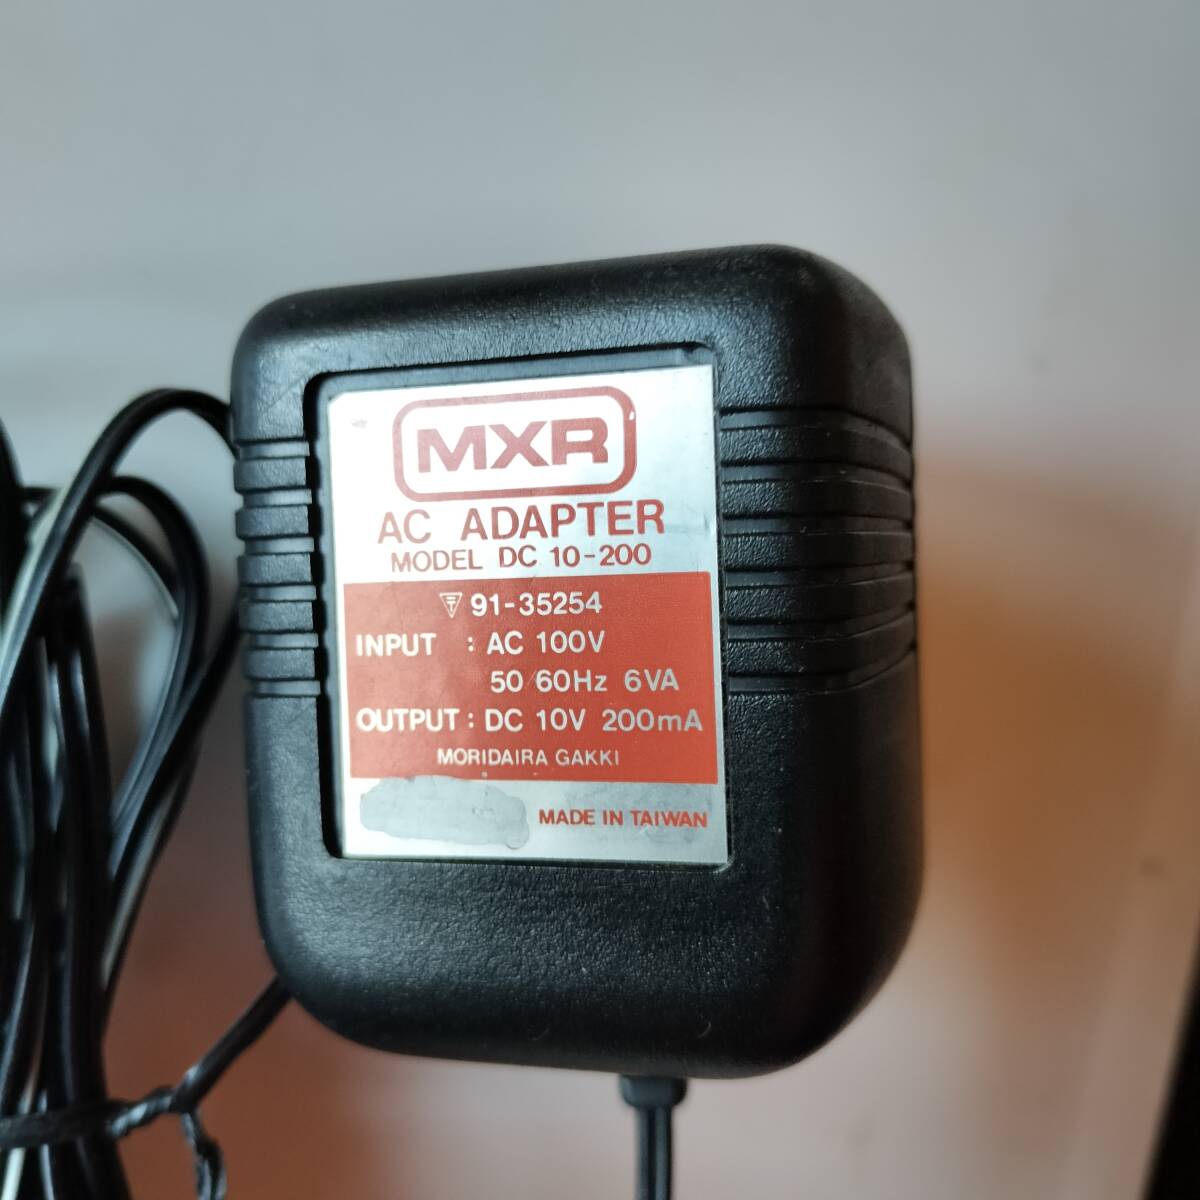 MXR
AC ADAPTER
MODEL DC 10-200
91-35254
INPUT : AC 100V
50/60Hz 6VA
OUTPUT : DC 10V 200mA
MORIDAIRA GAKKI
MADE IN TAIWAN